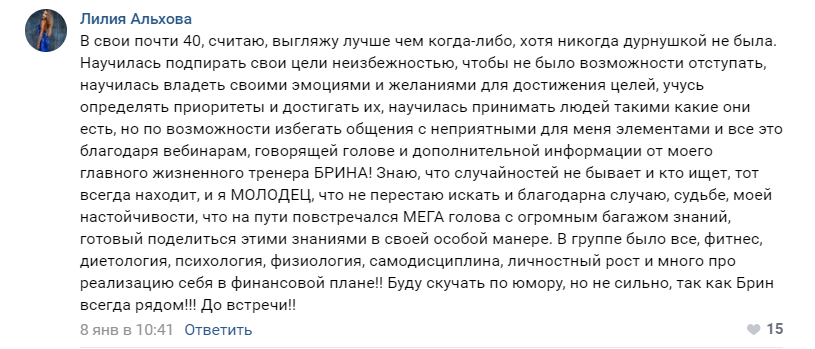 Лилия Альхова
В свои почти 40, считаю, выгляжу лучше чем когда-либо, хотя никогда дурнушкой не была.
Научилась подпирать свои цели неизбежностью, чтобы не было возможности отступать,
научилась владеть своими эмоциями и желаниями для достижения целей, учусь
определять приоритеты и достигать их, научилась принимать людей такими какие они
есть, но по возможности избегать общения с неприятными для меня элементами и все это
благодаря вебинарам, говорящей голове и дополнительной информации от моего
главного жизненного тренера БРИНА! Знаю, что случайностей не бывает и кто ищет, тот
всегда находит, и я МОЛОДЕЦ, что не перестаю искать и благодарна случаю, судьбе, моей
настойчивости, что на пути повстречался МЕГА голова с огромным багажом знаний,
готовый поделиться этими знаниями в своей особой манере. В группе было все, фитнес,
диетология, психология, физиология, самодисциплина, личностный рост и много про
реализацию себя в финансовой плане!! Буду скучать по юмору, но не сильно, так как Брин
всегда рядом!!! До встречи!!
8 янв в 10:41 Ответить 15